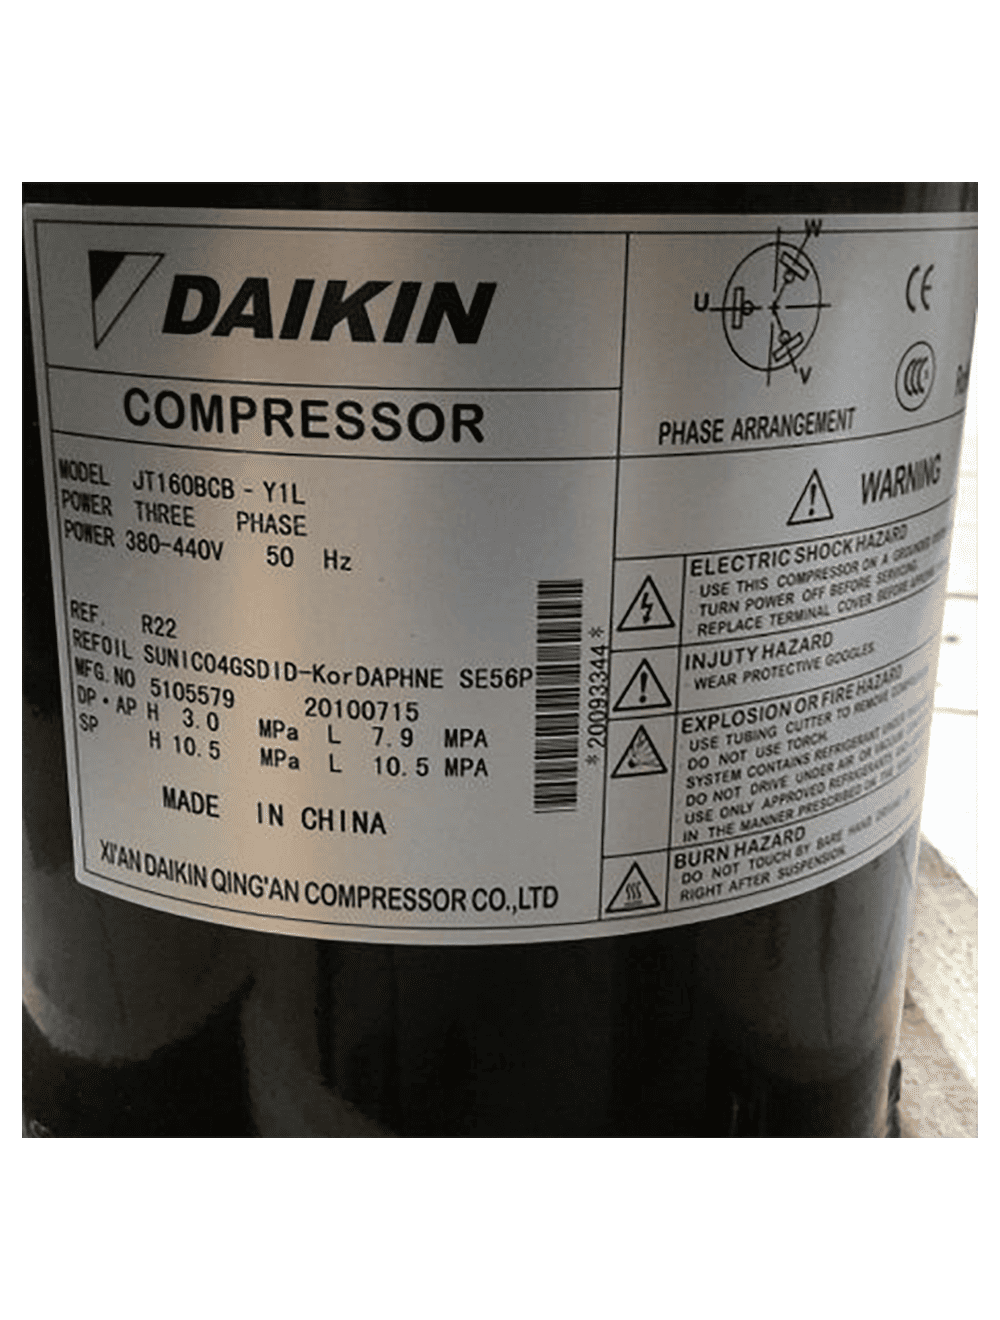 DAIKIN
COMPRESSOR
MODEL JT160BCB - Y1L
POWER THREE PHASE
POWER 380-440V 50 Hz
REF. R22
REFOIL SUNICO4GSDID-KorDAPHNE SE56P
MFG.NO 5105579 20100715
DP・AP H 3.0 MPa L 7.9 MPA
SP H 10.5 MPa L 10.5 MPA
MADE IN CHINA
XI'AN DAIKIN QING'AN COMPRESSOR CO.,LTD
*20093344*
W
U
V
PHASE ARRANGEMENT
CE
CCC
WARNING
ELECTRIC SHOCK HAZARD
- USE THIS COMPRESSOR ON A GROUNDED
TURN POWER OFF BEFORE SERVICING.
- REPLACE TERMINAL COVER BEFORE
INJUTY HAZARD
- WEAR PROTECTIVE GOGGLES.
EXPLOSION OR FIRE HAZARD
- USE TUBING CUTTER TO REMOVE
DO NOT USE TORCH.
SYSTEM CONTAINS REFRIGERANT UNDER
- DO NOT DRIVE UNDER AIR OR VACUUM
- USE ONLY APPROVED REFRIGERANTS AND
IN THE MANNER PRESCRIBED ON THE
BURN HAZARD
DO NOT TOUCH BY BARE HAND
RIGHT AFTER SUSPENSION.